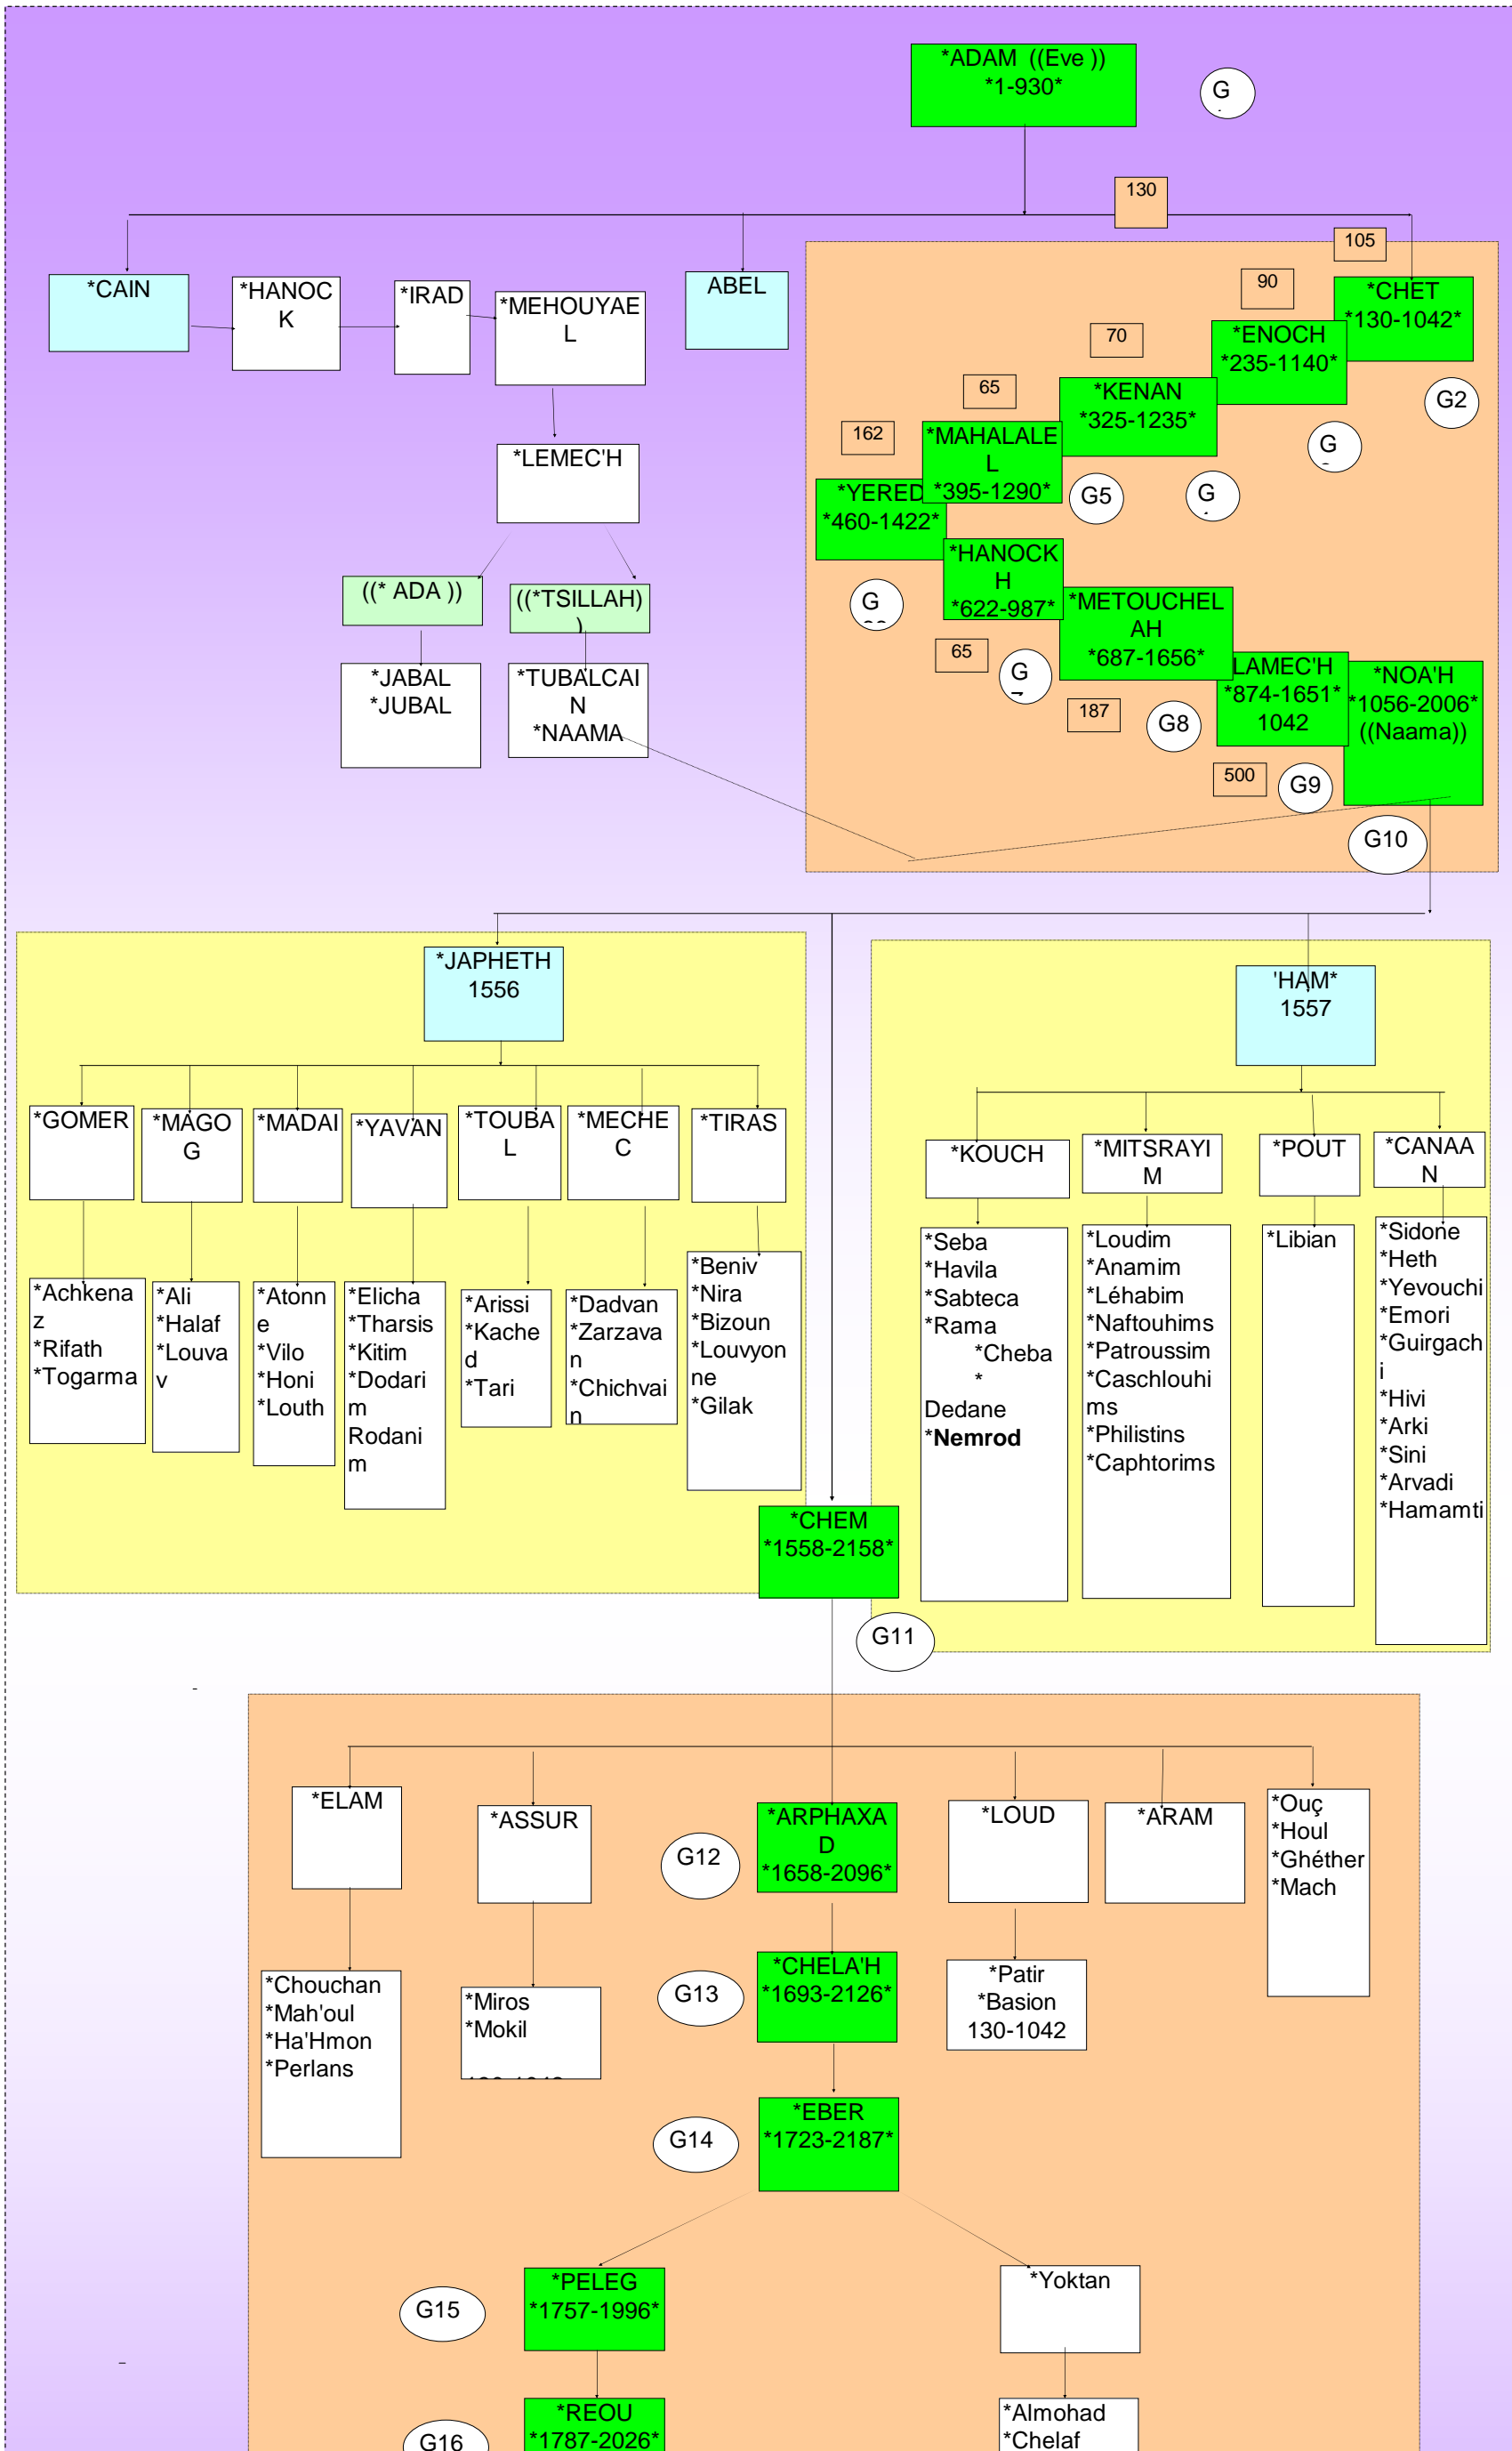 *ADAM ((Eve ))
*1-930*
G
130
105
*CAIN
*HANOC
K
*IRAD
*MEHOUYAE
L
ABEL
90
*CHET
*130-1042*
70
*ENOCH
*235-1140*
G2
65
*KENAN
*325-1235*
G
162
*MAHALALE
L
*395-1290*
G5
G
*LEMEC'H
*YERED
*460-1422*
*HANOCK
H
*622-987*
G
((* ADA ))
((*TSILLAH)
)
*METOUCHEL
AH
*687-1656*
65
G
LAMEC'H
*874-1651*
1042
*NOA'H
*1056-2006*
((Naama))
*JABAL
*JUBAL
*TUBALCAI
N
*NAAMA
187
G8
500
G9
G10
*JAPHETH
1556
'HAM*
1557
*GOMER
*MAGO
G
*MADAI
*YAVAN
*TOUBA
L
*MECHE
C
*TIRAS
*KOUCH
*MITSRAYI
M
*POUT
*CANAA
N
*Achkena
z
*Rifath
*Togarma
*Ali
*Halaf
*Louva
v
*Atonn
e
*Vilo
*Honi
*Louth
*Elicha
*Tharsis
*Kitim
*Dodari
m
Rodani
m
*Arissi
*Kache
d
*Tari
*Dadvan
*Zarzava
n
*Chichvai
n
*Beniv
*Nira
*Bizoun
*Louvyon
ne
*Gilak
*Seba
*Havila
*Sabteca
*Rama
*Cheba
*
Dedane
*Nemrod
*Loudim
*Anamim
*Léhabim
*Naftouhims
*Patroussim
*Caschlouhi
ms
*Philistins
*Caphtorims
*Libian
*Sidone
*Heth
*Yevouchi
*Emori
*Guirgach
i
*Hivi
*Arki
*Sini
*Arvadi
*Hamamti
*CHEM
*1558-2158*
G11
*ELAM
*ASSUR
G12
*ARPHAXA
D
*1658-2096*
*LOUD
*ARAM
*Ouç
*Houl
*Ghéther
*Mach
*Chouchan
*Mah'oul
*Ha'Hmon
*Perlans
*Miros
*Mokil
G13
*CHELA'H
*1693-2126*
*Patir
*Basion
130-1042
G14
*EBER
*1723-2187*
G15
*PELEG
*1757-1996*
*Yoktan
G16
*REOU
*1787-2026*
*Almohad
*Chelaf